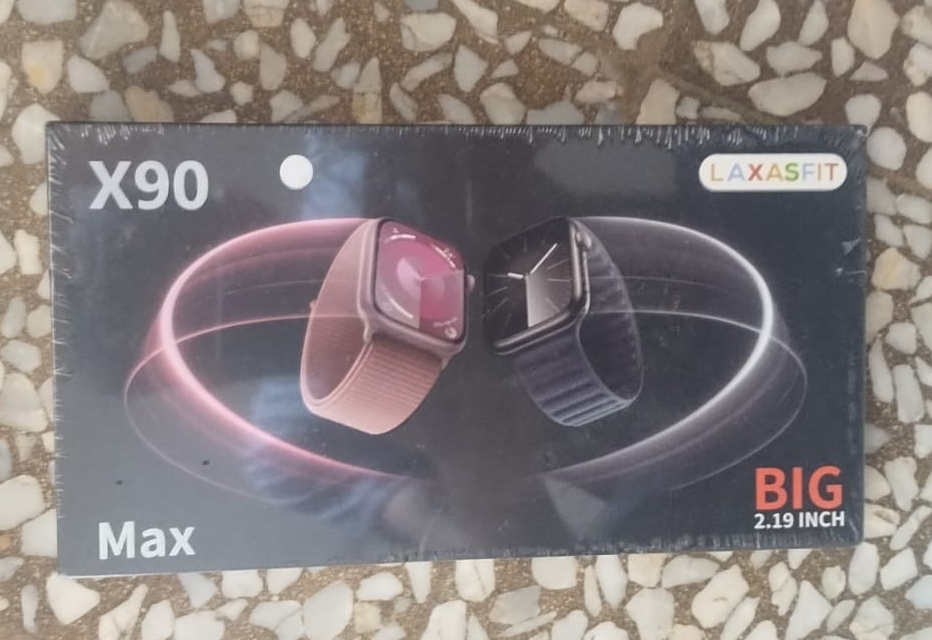 X90
LAXASFIT
BIG
2.19 INCH
Max